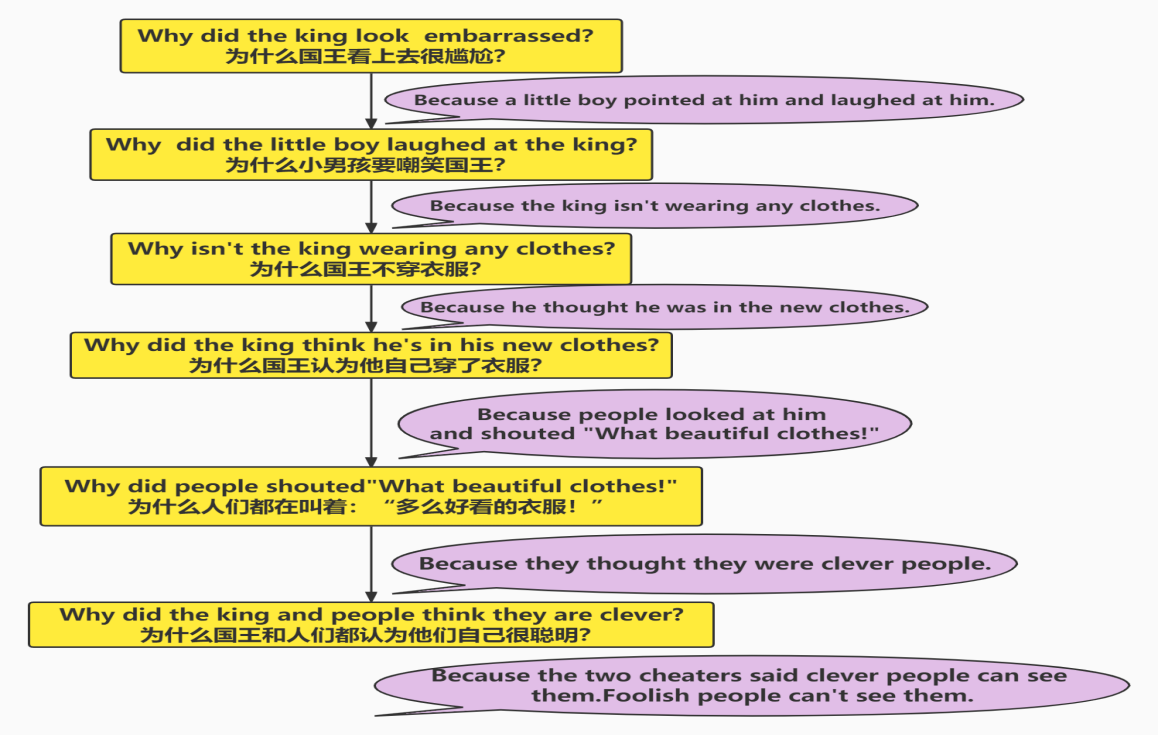 Why did the king look  embarrassed?
为什么国王看上去很尴尬?
Because a little boy pointed at him and laughed at him.
Why  did the little boy laughed at the king?
为什么小男孩要嘲笑国王?
Because the king isn't wearing any clothes.
Why isn't the king wearing any clothes?
为什么国王不穿衣服?
Because he thought he was in the new clothes.
Why did the king think he's in his new clothes?
为什么国王认为他自己穿了衣服?
Because people looked at him
and shouted "What beautiful clothes!"
Why did people shouted"What beautiful clothes!"
为什么人们都在叫着：“多么好看的衣服！”
Because they thought they were clever people.
Why did the king and people think they are clever?
为什么国王和人们都认为他们自己很聪明?
Because the two cheaters said clever people can see
them.Foolish people can't see them.